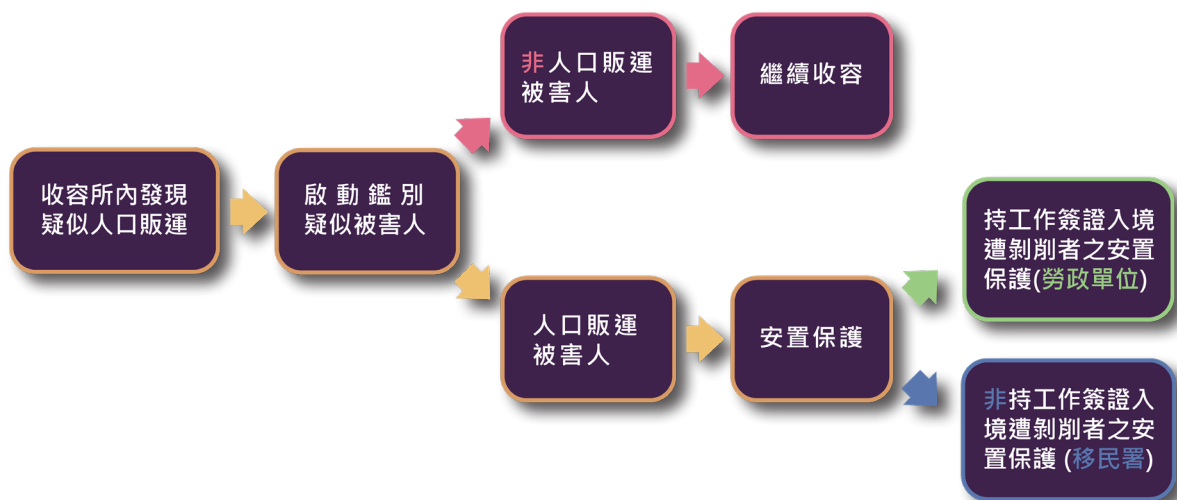 非人口販運
被害人
繼續收容
收容所內發現
疑似人口販運
啟動鑑別
疑似被害人
持工作簽證入境
遭剝削者之安置
保護(勞政單位)
人口販運
被害人
安置保護
非持工作簽證入
境遭剝削者之安
置保護 (移民署)